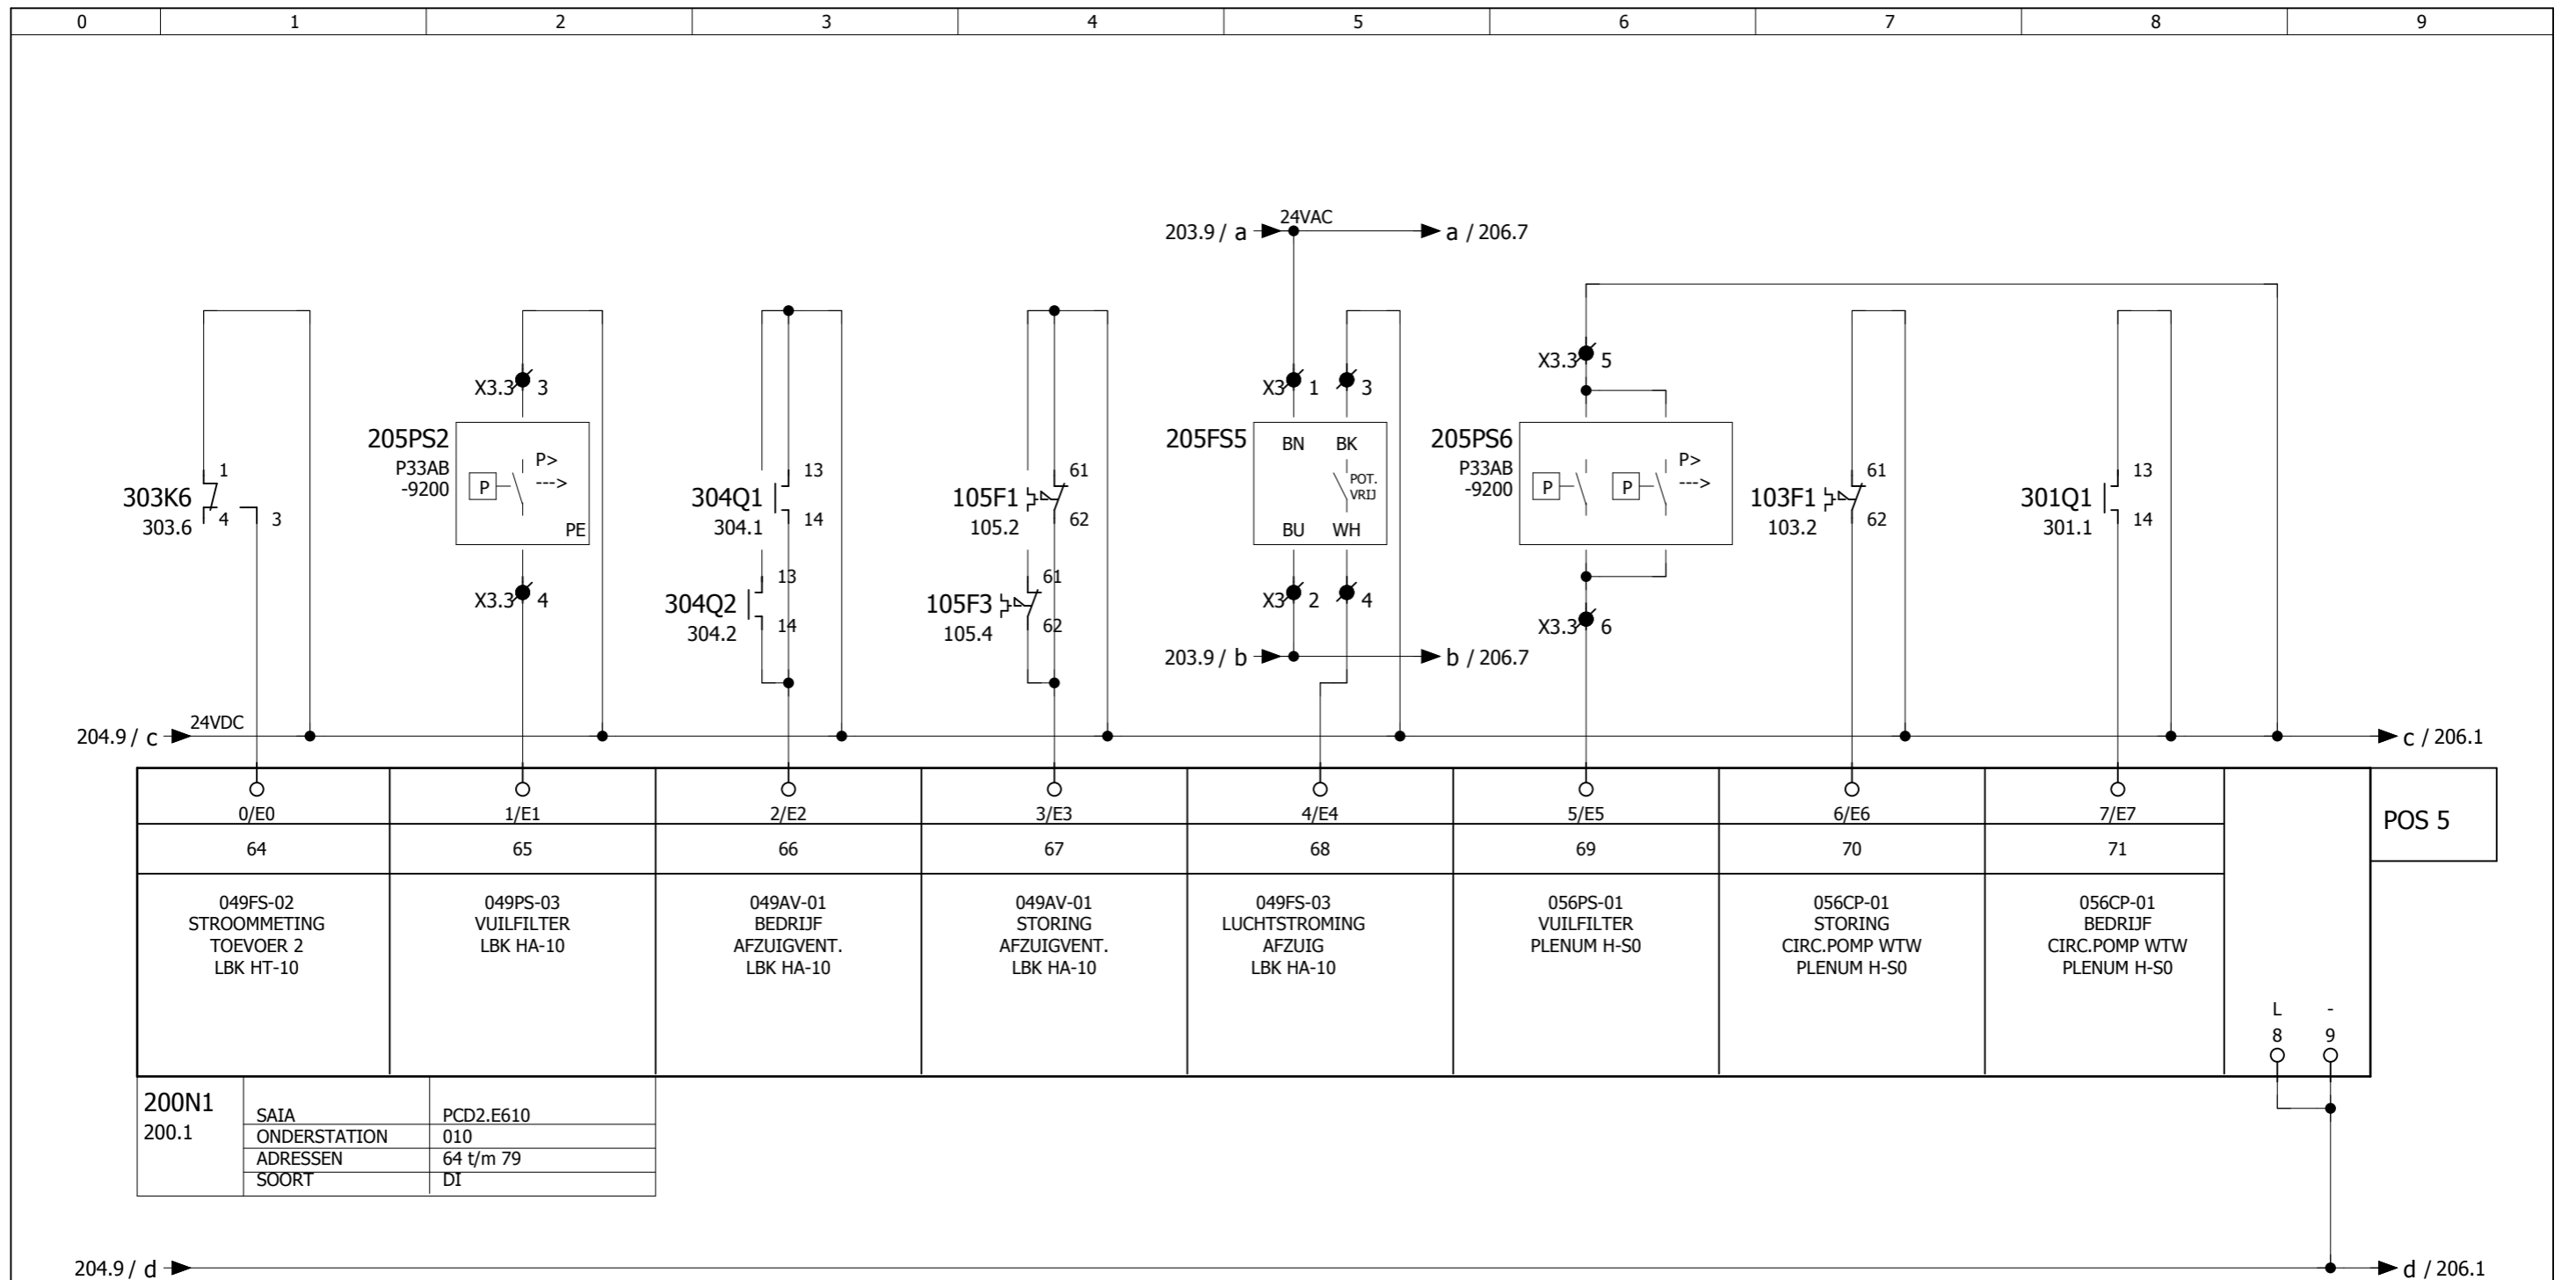 0 1 2 3 4 5 6 7 8 9
24VAC
203.9 / a a / 206.7
X3.3 5
X3.3 3 X3 1 3
205PS2 205FS5 BN BK 205PS6
P33AB P> P33AB P>
-9200 P ---> POT. -9200 P P --->
VRIJ
1 13 61 61 13
303K6 304Q1 105F1 103F1 301Q1
303.6 4 3 304.1 14 105.2 62 103.2 62 301.1 14
PE BU WH
13 61
X3.3 4 304Q2 105F3 X3 2 4 X3.3 6
304.2 14 105.4 62
203.9 / b b / 206.7
24VDC
204.9 / c c / 206.1
0/E0 1/E1 2/E2 3/E3 4/E4 5/E5 6/E6 7/E7
POS 5
64 65 66 67 68 69 70 71
049FS-02
STROOMMETING
TOEVOER 2
LBK HT-10
049PS-03
VUILFILTER
LBK HA-10
049AV-01
BEDRIJF
AFZUIGVENT.
LBK HA-10
049AV-01
STORING
AFZUIGVENT.
LBK HA-10
049FS-03
LUCHTSTROMING
AFZUIG
LBK HA-10
056PS-01
VUILFILTER
PLENUM H-S0
056CP-01
STORING
CIRC.POMP WTW
PLENUM H-S0
056CP-01
BEDRIJF
CIRC.POMP WTW
PLENUM H-S0
L -
8 9
200N1
200.1
SAIA PCD2.E610
ONDERSTATION 010
ADRESSEN 64 t/m 79
SOORT DI
204.9 / d d / 206.1